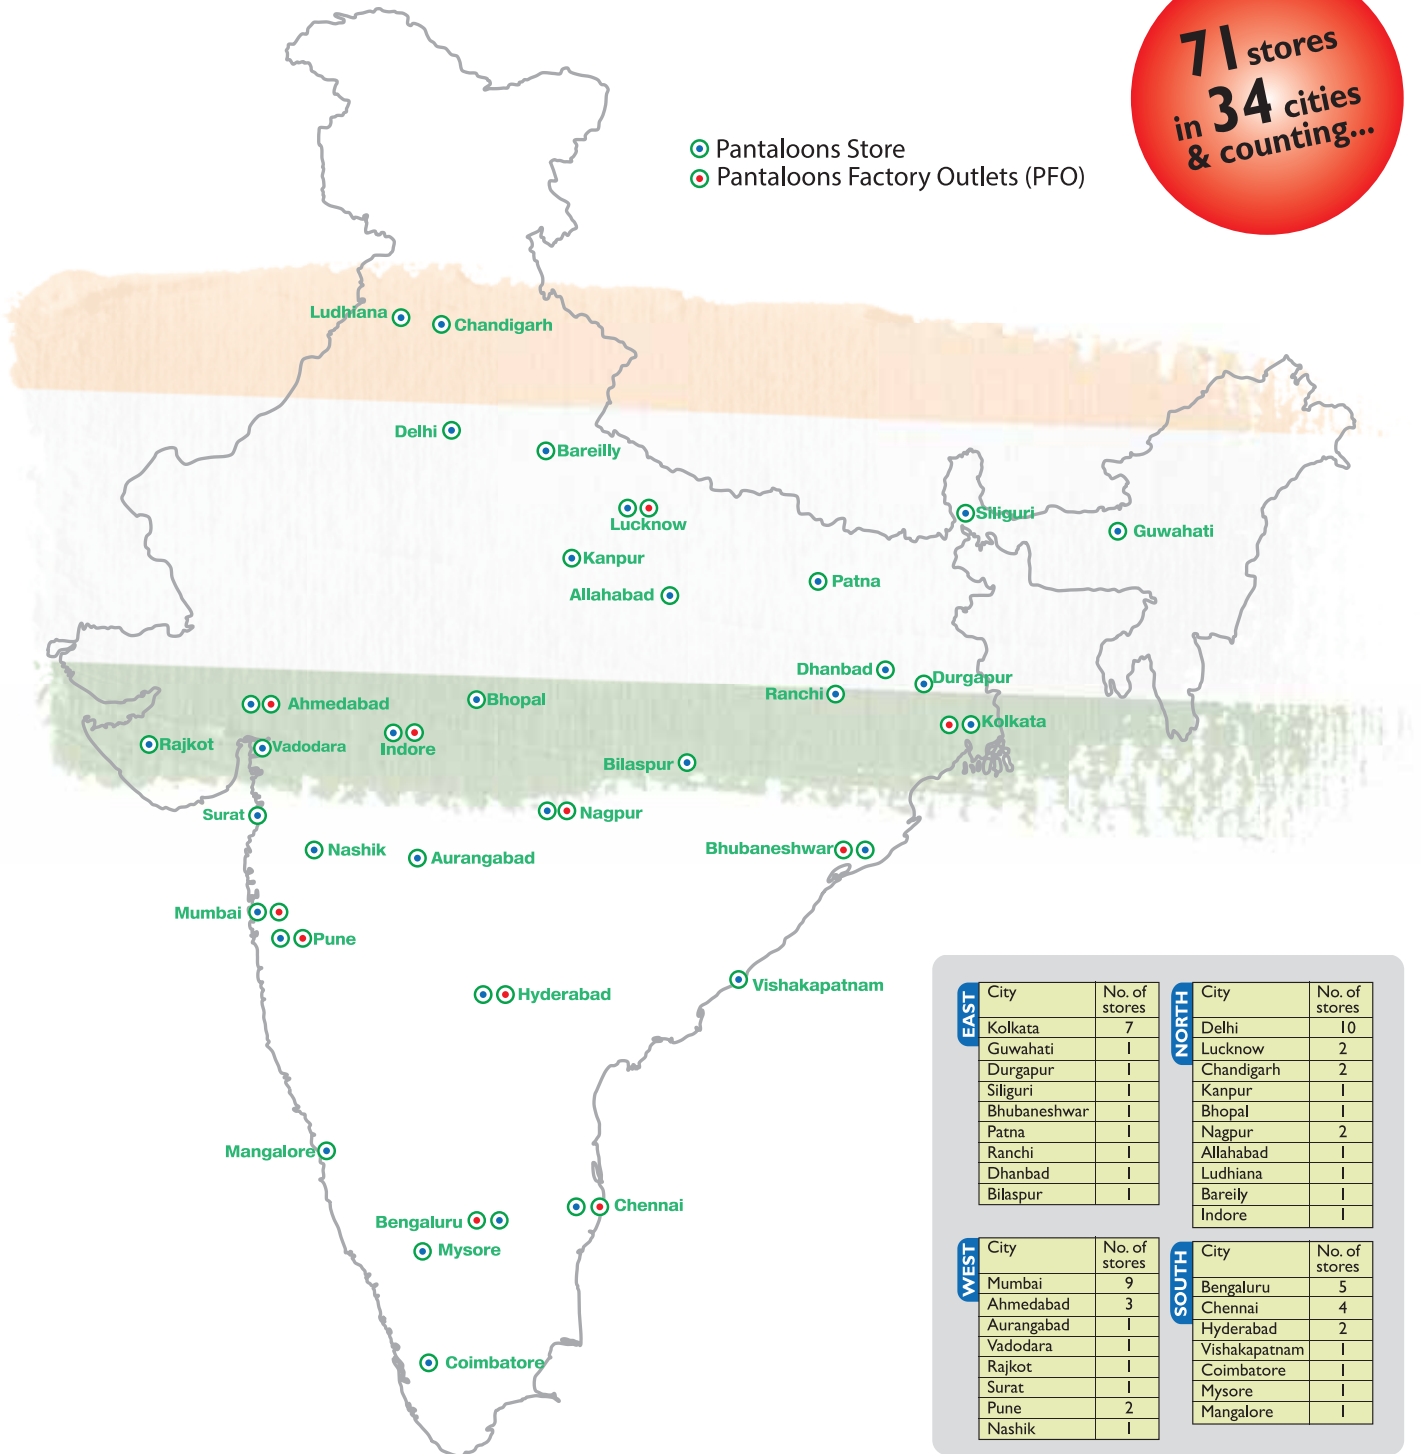 71 stores
in 34 cities
& counting...
Pantaloons Store
Pantaloons Factory Outlets (PFO)
Ludhiana
Chandigarh
Delhi
Bareilly
Lucknow
Siliguri
Guwahati
Kanpur
Allahabad
Patna
Dhanbad
Durgapur
Ranchi
Ahmedabad
Bhopal
Kolkata
Rajkot
Vadodara
Indore
Bilaspur
Surat
Nagpur
Nashik
Aurangabad
Bhubaneshwar
Mumbai
Pune
Hyderabad
Vishakapatnam
Mangalore
Bengaluru
Chennai
Mysore
Coimbatore
EAST
City No. of stores
Kolkata 7
Guwahati 1
Durgapur 1
Siliguri 1
Bhubaneshwar 1
Patna 1
Ranchi 1
Dhanbad 1
Bilaspur 1
NORTH
City No. of stores
Delhi 10
Lucknow 2
Chandigarh 2
Kanpur 1
Bhopal 1
Nagpur 2
Allahabad 1
Ludhiana 1
Bareily 1
Indore 1
WEST
City No. of stores
Mumbai 9
Ahmedabad 3
Aurangabad 1
Vadodara 1
Rajkot 1
Surat 1
Pune 2
Nashik 1
SOUTH
City No. of stores
Bengaluru 5
Chennai 4
Hyderabad 2
Vishakapatnam 1
Coimbatore 1
Mysore 1
Mangalore 1